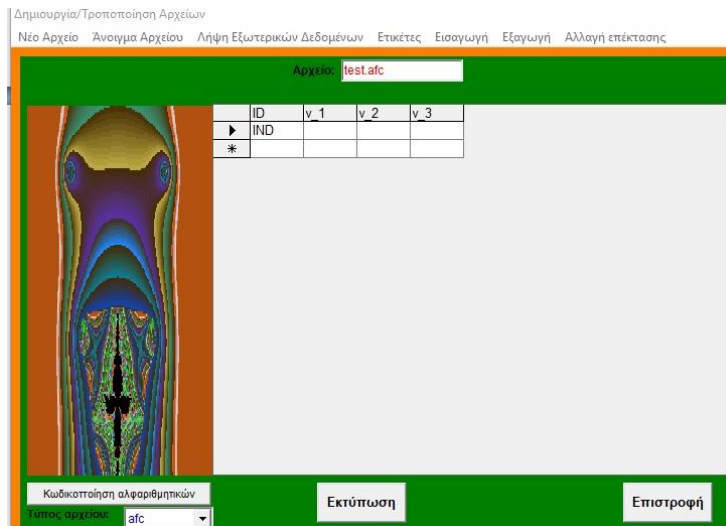 Δημιουργία/Τροποποίηση Αρχείων
Νέο Αρχείο Άνοιγμα Αρχείου Λήψη Εξωτερικών Δεδομένων Ετικέτες Εισαγωγή Εξαγωγή Αλλαγή επέκτασης
Αρχείο: test.afc
ID v_1 v_2 v_3
IND
Κωδικοποίηση αλφαριθμητικών
Τύπος αρχείου: afc
Εκτύπωση
Επιστροφή